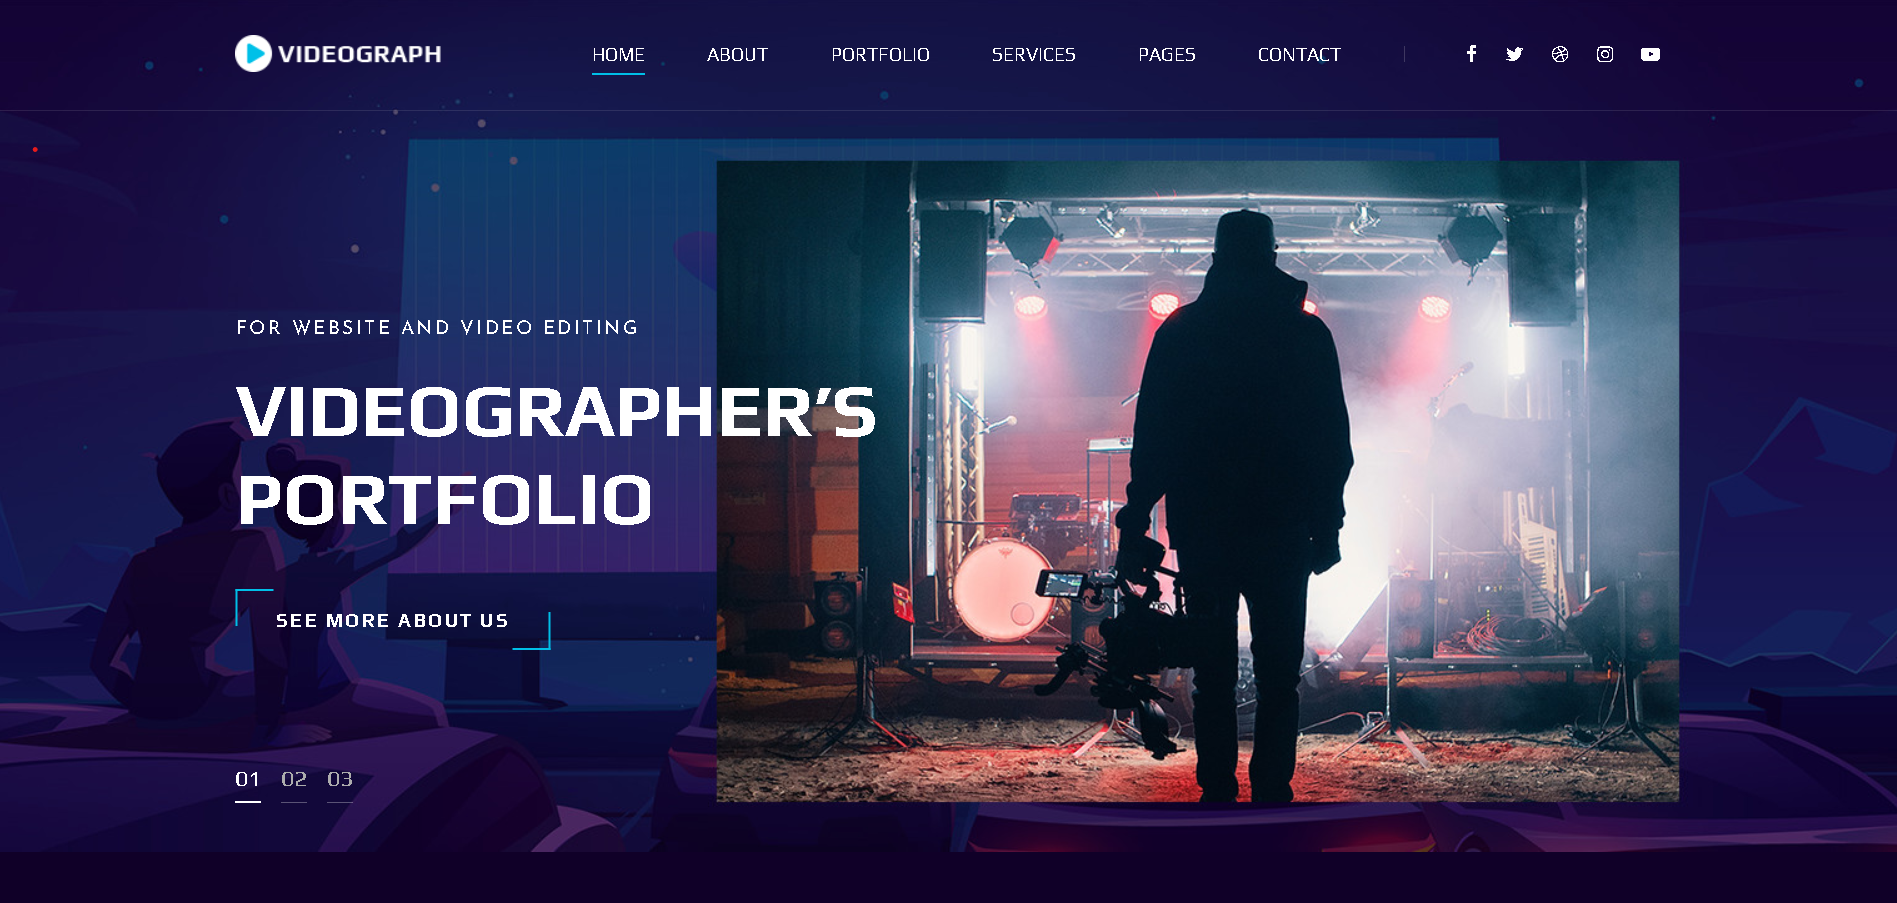 VIDEOGRAPH
HOME ABOUT PORTFOLIO SERVICES PAGES CONTACT
FOR WEBSITE AND VIDEO EDITING
VIDEOGRAPHER’S
PORTFOLIO
SEE MORE ABOUT US
01 02 03